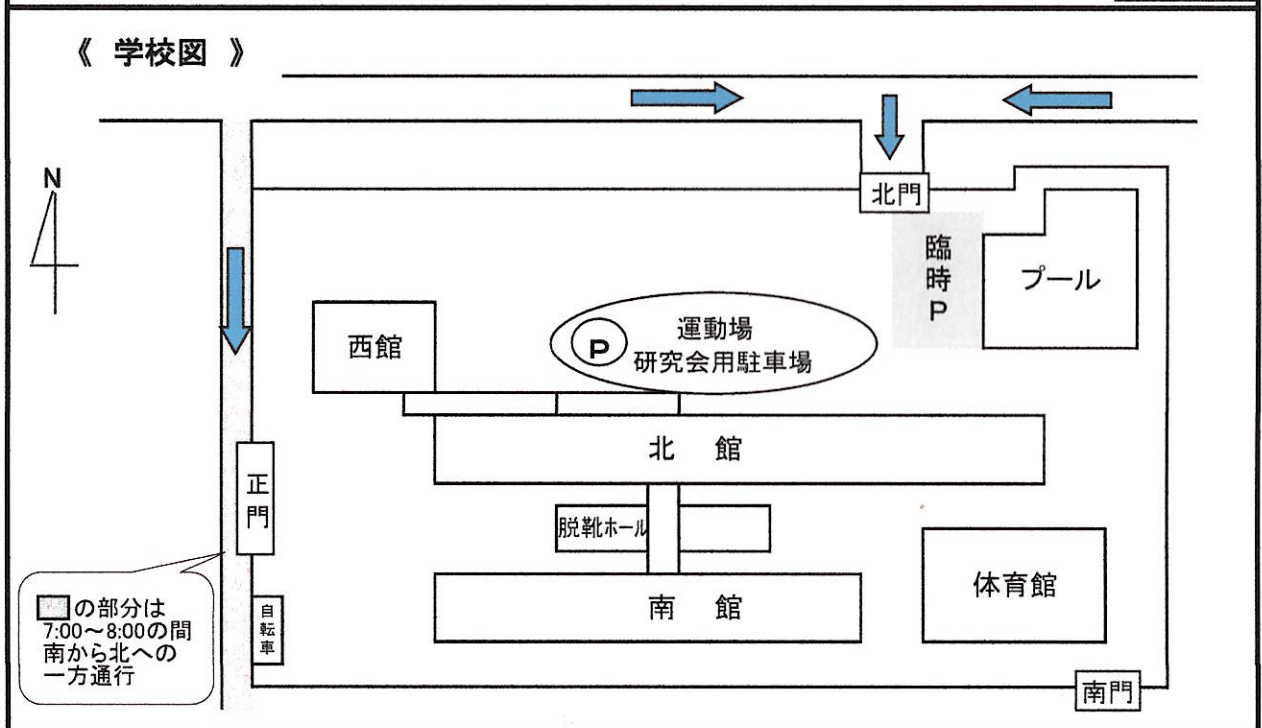 《 学校図 》
N
北門
臨時P
プール
西館
P
運動場
研究会用駐車場
北 館
正門
脱靴ホール
体育館
南 館
自転車
の部分は
7:00～8:00の間
南から北への
一方通行
南門